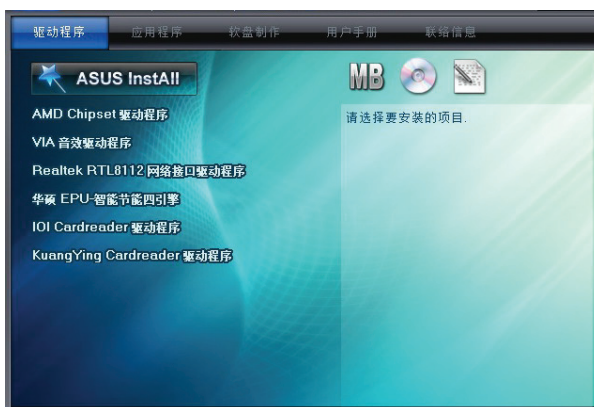 驱动程序 应用程序 软盘制作 用户手册 联络信息
ASUS InstAll
MB
AMD Chipset 驱动程序
请选择要安装的项目.
VIA 音效驱动程序
Realtek RTL8112 网络接口驱动程序
华硕 EPU-智能节能四引擎
IOI Cardreader 驱动程序
KuangYing Cardreader 驱动程序